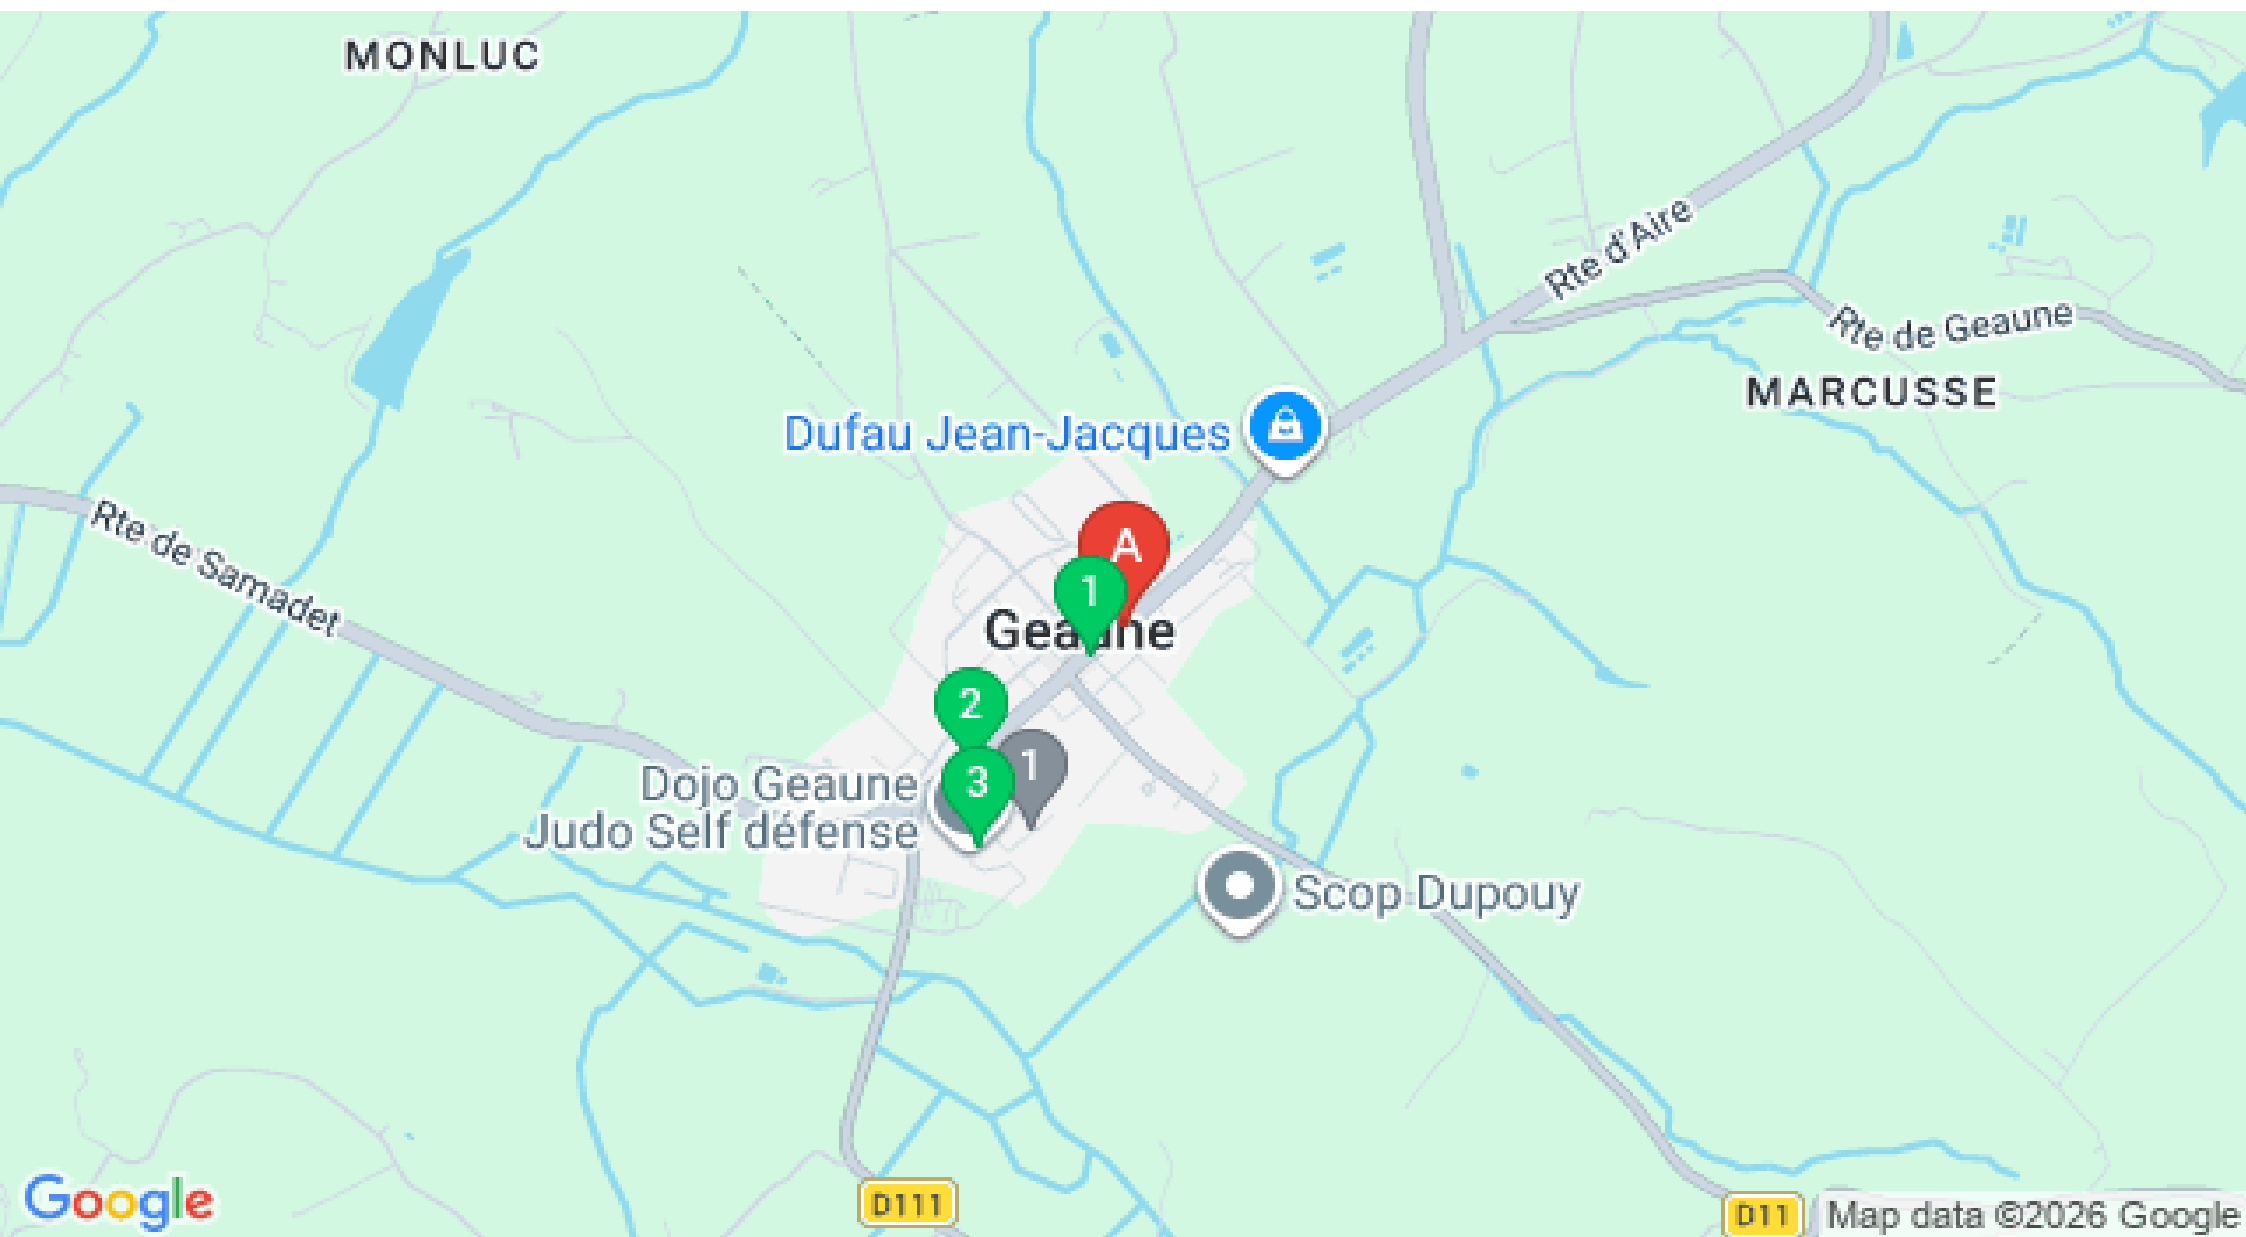 MONLUC
Rte d'Aire
Rte de Geaune
MARCUSSE
Dufau Jean-Jacques
Rte de Samadet
A
1
Geaune
2
1
3
Dojo Geaune
Judo Self défense
Scop Dupouy
Google
D111
D11
Map data ©2026 Google